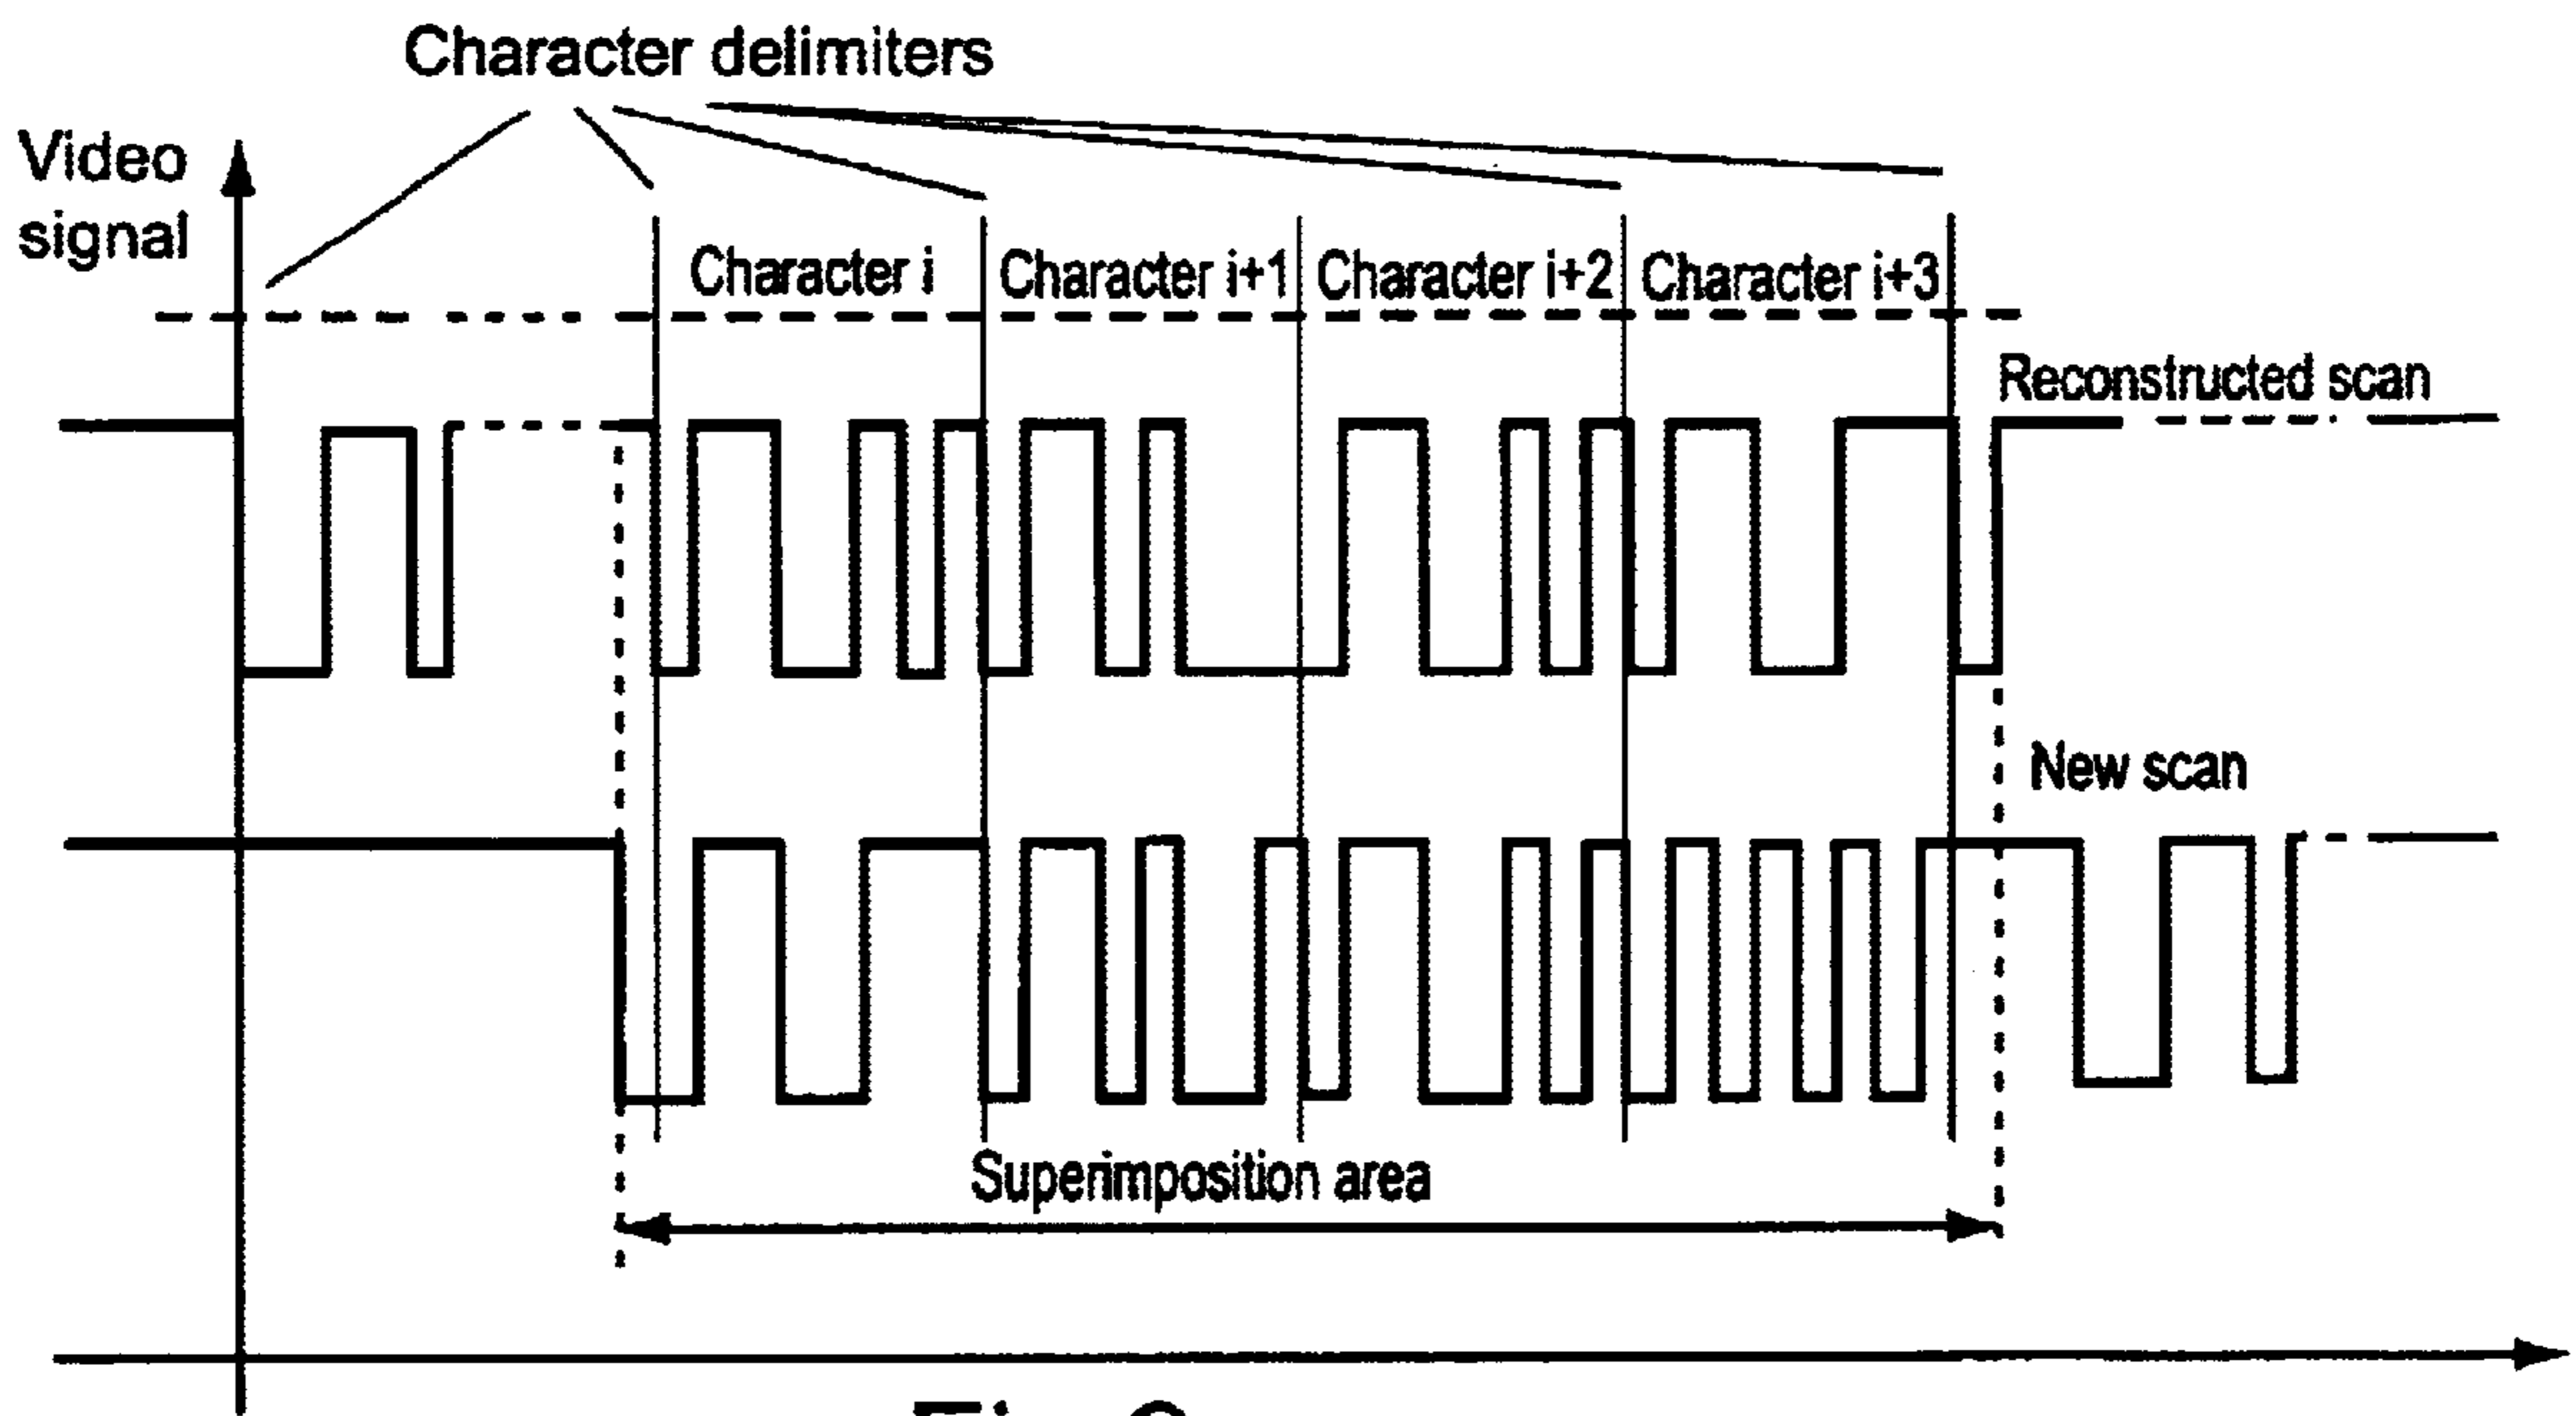 Character delimiters
Video
signal
Character i
Character i+1
Character i+2
Character i+3
Reconstructed scan
New scan
Superimposition area